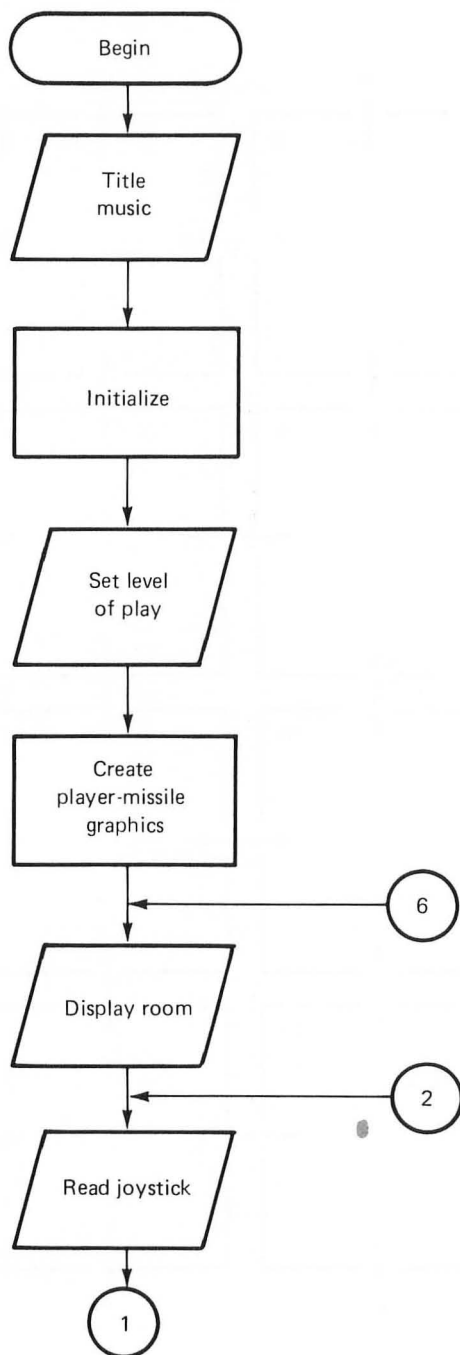 Begin
Title
music
Initialize
Set level
of play
Create
player-missile
graphics
6
Display room
2
Read joystick
1